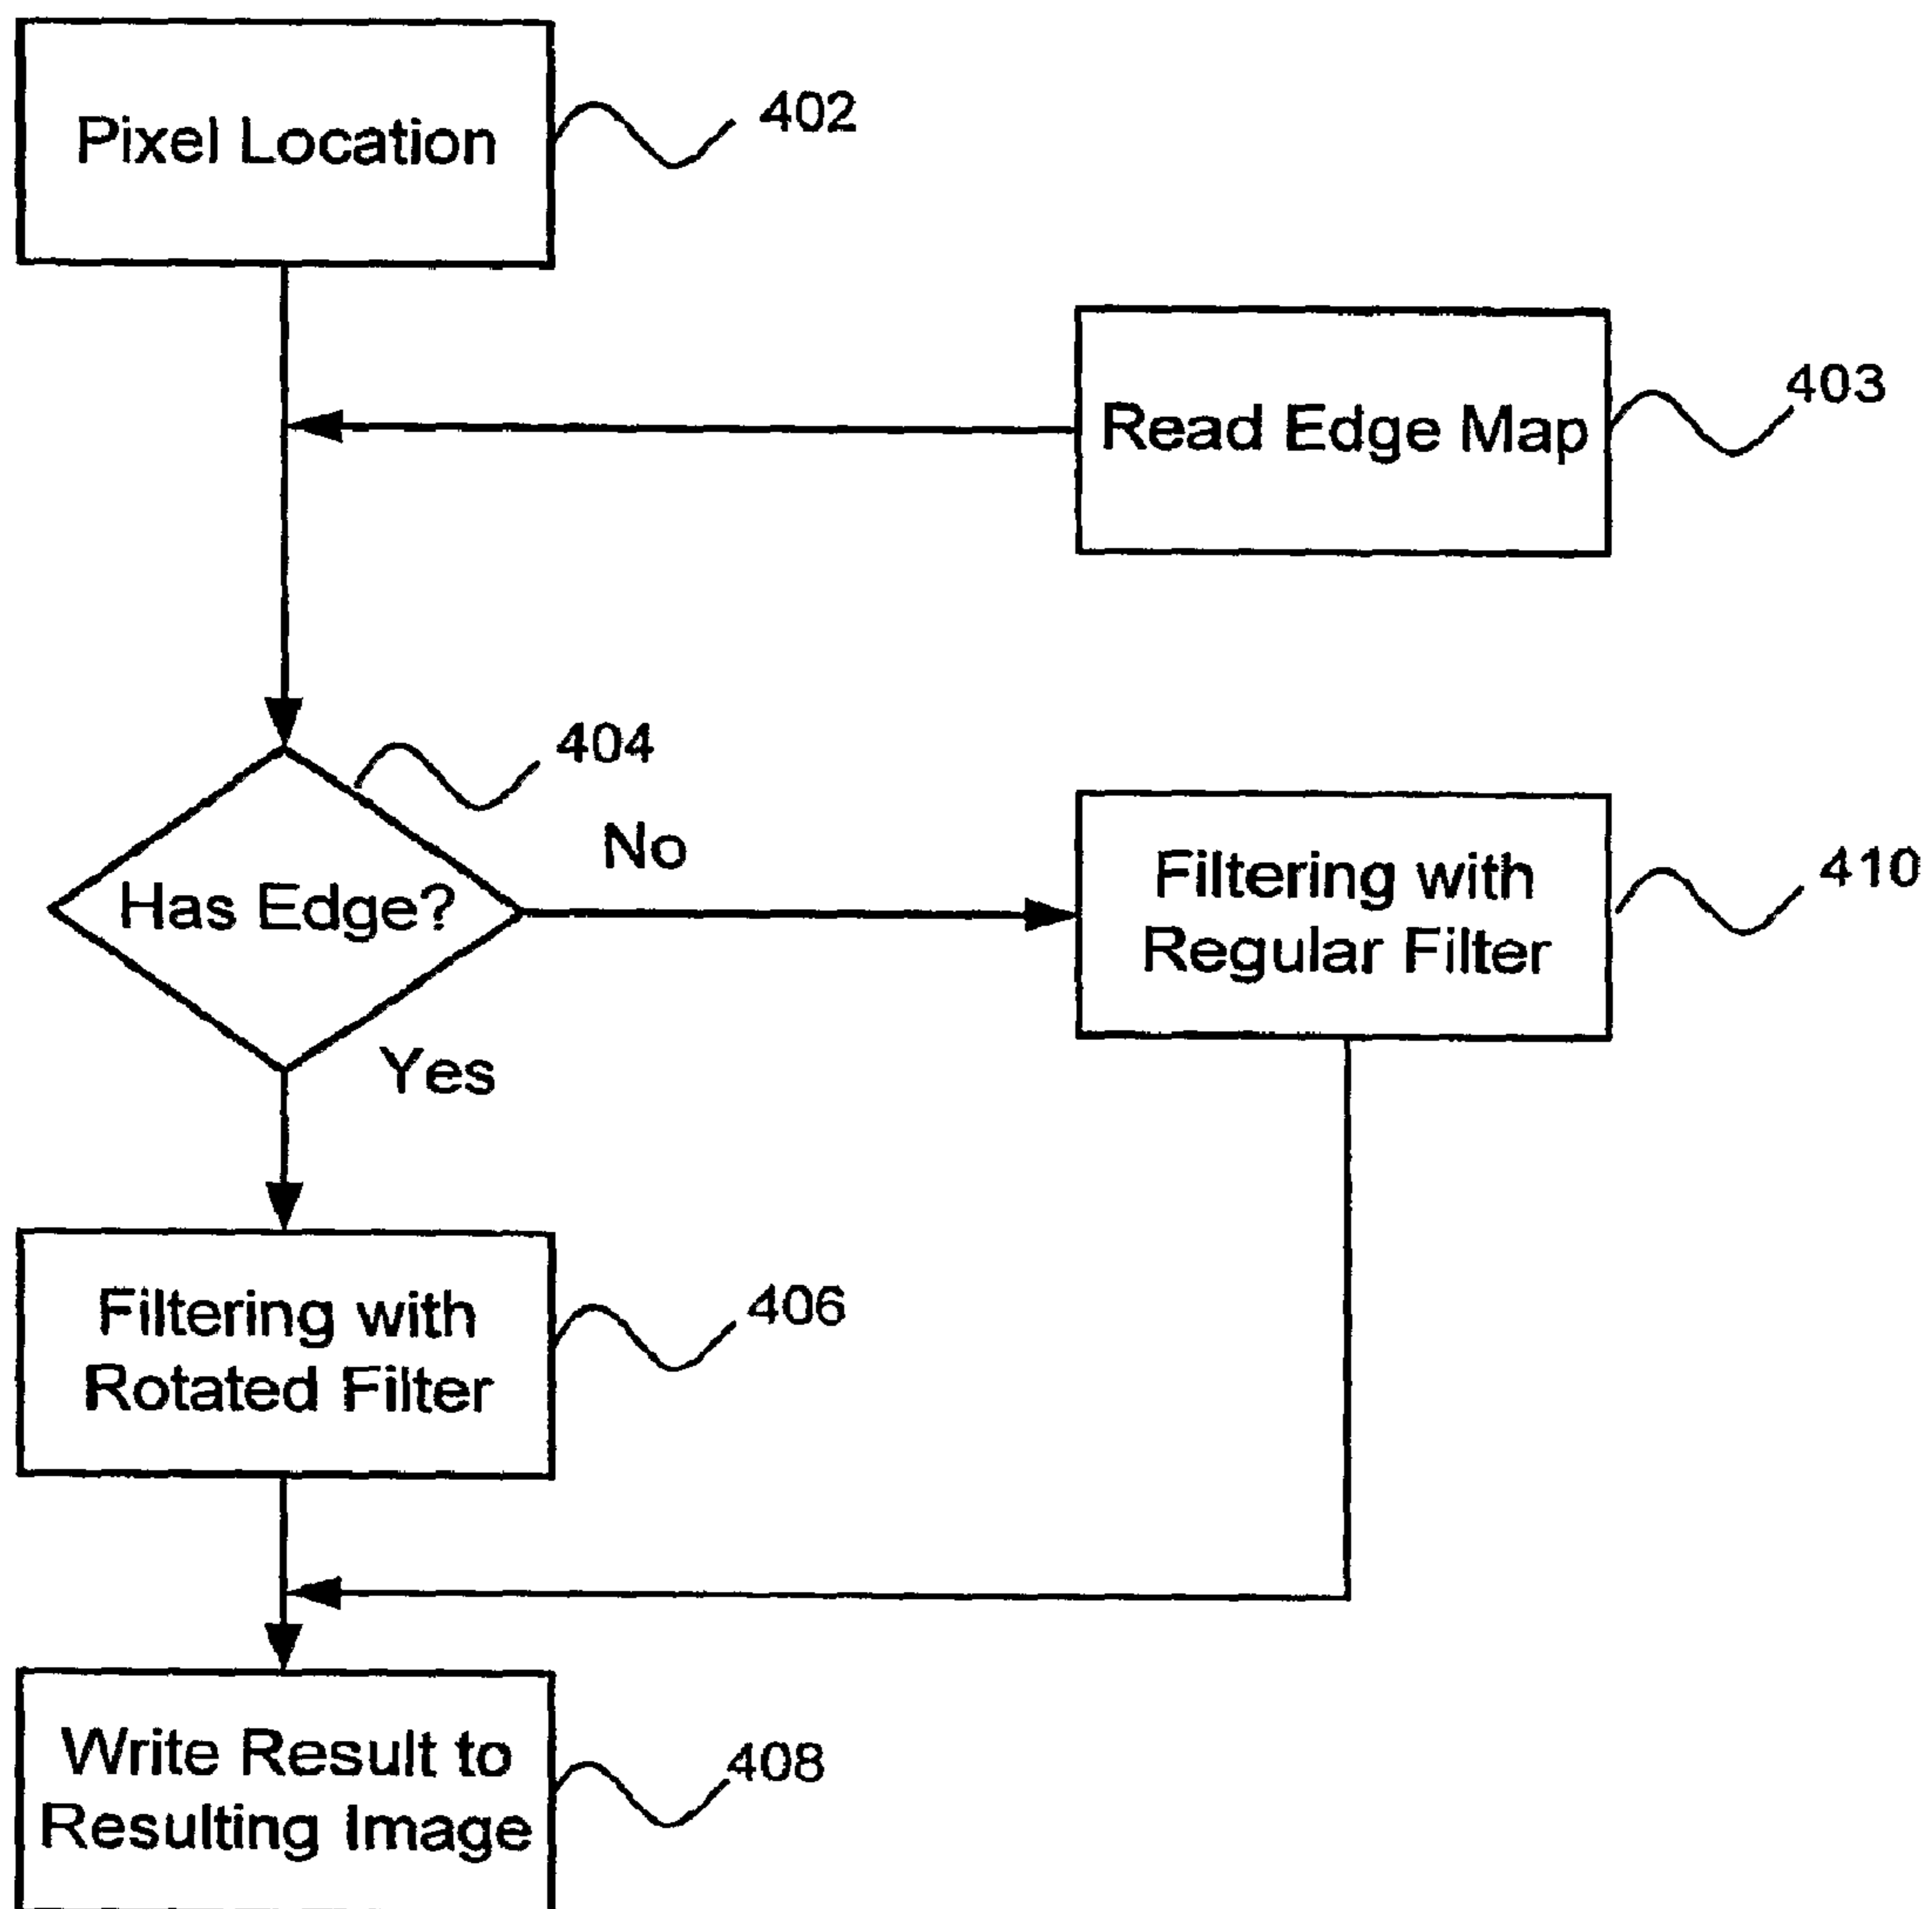 Pixel Location
402
Read Edge Map
403
404
Has Edge?
No
Filtering with
Regular Filter
410
Yes
Filtering with
Rotated Filter
406
Write Result to
Resulting Image
408